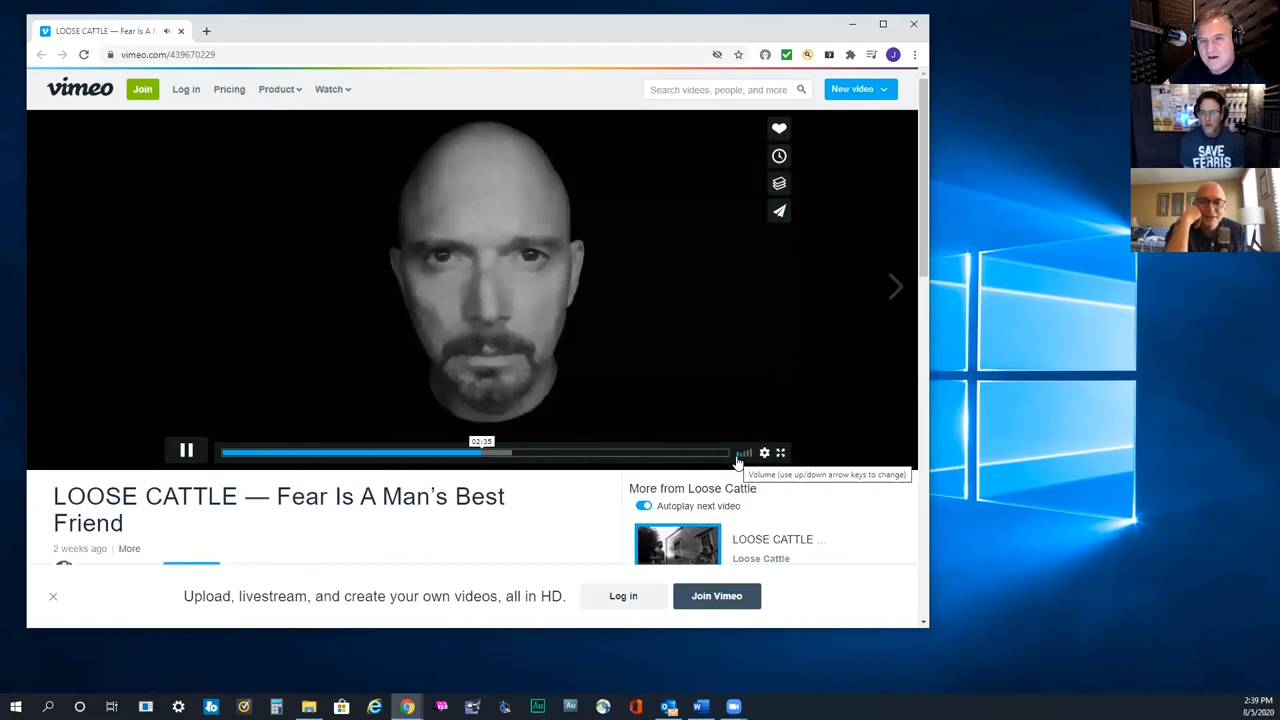 LOOSE CATTLE — Fear Is A
vimeo.com/439670229
J
vimeo
Join
Log in
Pricing
Product
Watch
Search videos, people, and more
New video
SAVE
FERRIS
02:35
Volume (use up/down arrow keys to change)
LOOSE CATTLE — Fear Is A Man's Best
Friend
2 weeks ago
More
More from Loose Cattle
Autoplay next video
LOOSE CATTLE ...
Loose Cattle
Upload, livestream, and create your own videos, all in HD.
Log in
Join Vimeo
Au
Au
2:39 PM
8/5/2020